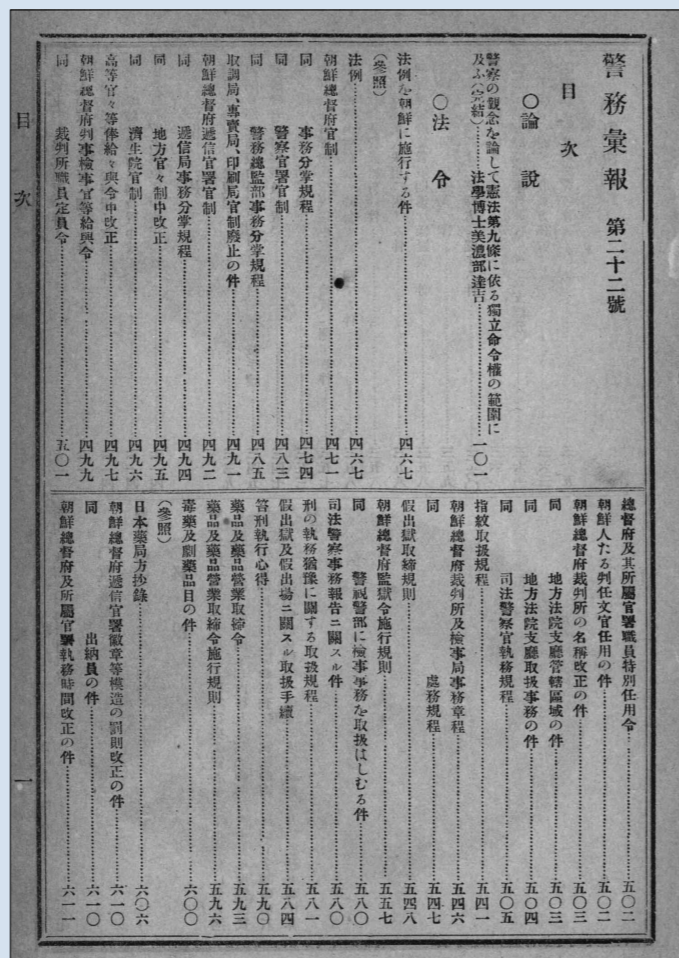 警務彙報 第二十二號
目次
○論說
警察の觀念を論して憲法第九條に依る獨立命令權の範圍に
及ふ(完結)……法學博士美濃部達吉……一〇一
○法令
法例を朝鮮に施行する件……四六七
(參照)
法例……四六七
朝鮮總督府官制……四七一
同 事務分掌規程……四七四
同 警察官署官制……四八三
同 警務總監部事務分掌規程……四八五
取調局、專賣局、印刷局官制廢止の件……四九一
朝鮮總督府遞信官署官制……四九二
同 遞信局事務分掌規程……四九四
同 地方官々制中改正……四九五
同 濟生院官制……四九六
高等官々等俸給々與令中改正……四九七
朝鮮總督府判事檢事官等給與令……四九九
同 裁判所職員定員令……五〇一
總督府及其所屬官署職員特別任用令……五〇二
朝鮮人たる判任文官任用の件……五〇二
朝鮮總督府裁判所の名稱改正の件……五〇三
同 地方法院支廳管轄區域の件……五〇三
同 地方法院支廳取扱事務の件……五〇四
同 司法警察官執務規程……五〇五
指紋取扱規程……五四一
朝鮮總督府裁判所及檢事局事務章程……五四六
同 處務規程……五四七
假出獄取締規則……五四八
朝鮮總督府監獄令施行規則……五五七
同 警視警部に檢事事務を取扱はしむる件……五八〇
司法警察事務報告ニ關スル件……五八〇
刑の執務猶豫に關する取扱規程……五八一
假出獄及假出場ニ關スル取扱手續……五八四
笞刑執行心得……五九〇
藥品及藥品營業取締令……五九三
藥品及藥品營業取締令施行規則……五九六
毒藥及劇藥品目の件……六〇〇
(參照)
日本藥局方抄錄……六〇六
朝鮮總督府遞信官署徽章等模造の罰則改正の件……六一〇
同 出納員の件……六一〇
朝鮮總督府及所屬官署執務時間改正の件……六一一
目次
一